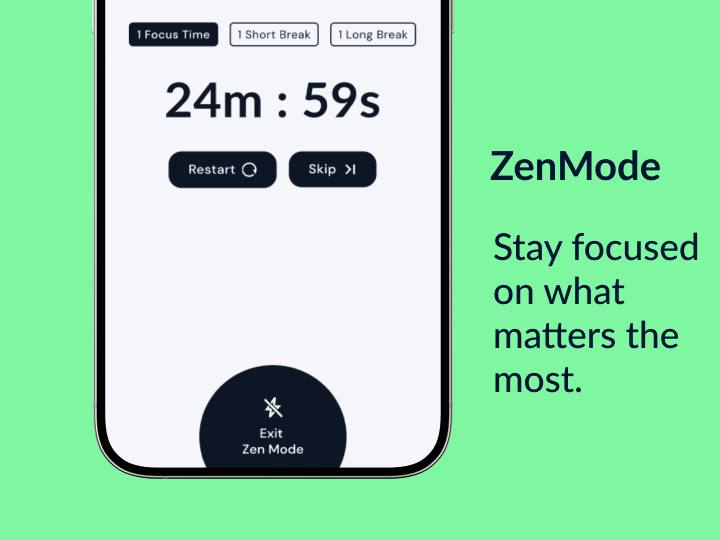 1 Focus Time 1 Short Break 1 Long Break
24m : 59s
Restart Skip
ZenMode
Stay focused
on what
matters the
most.
Exit
Zen Mode